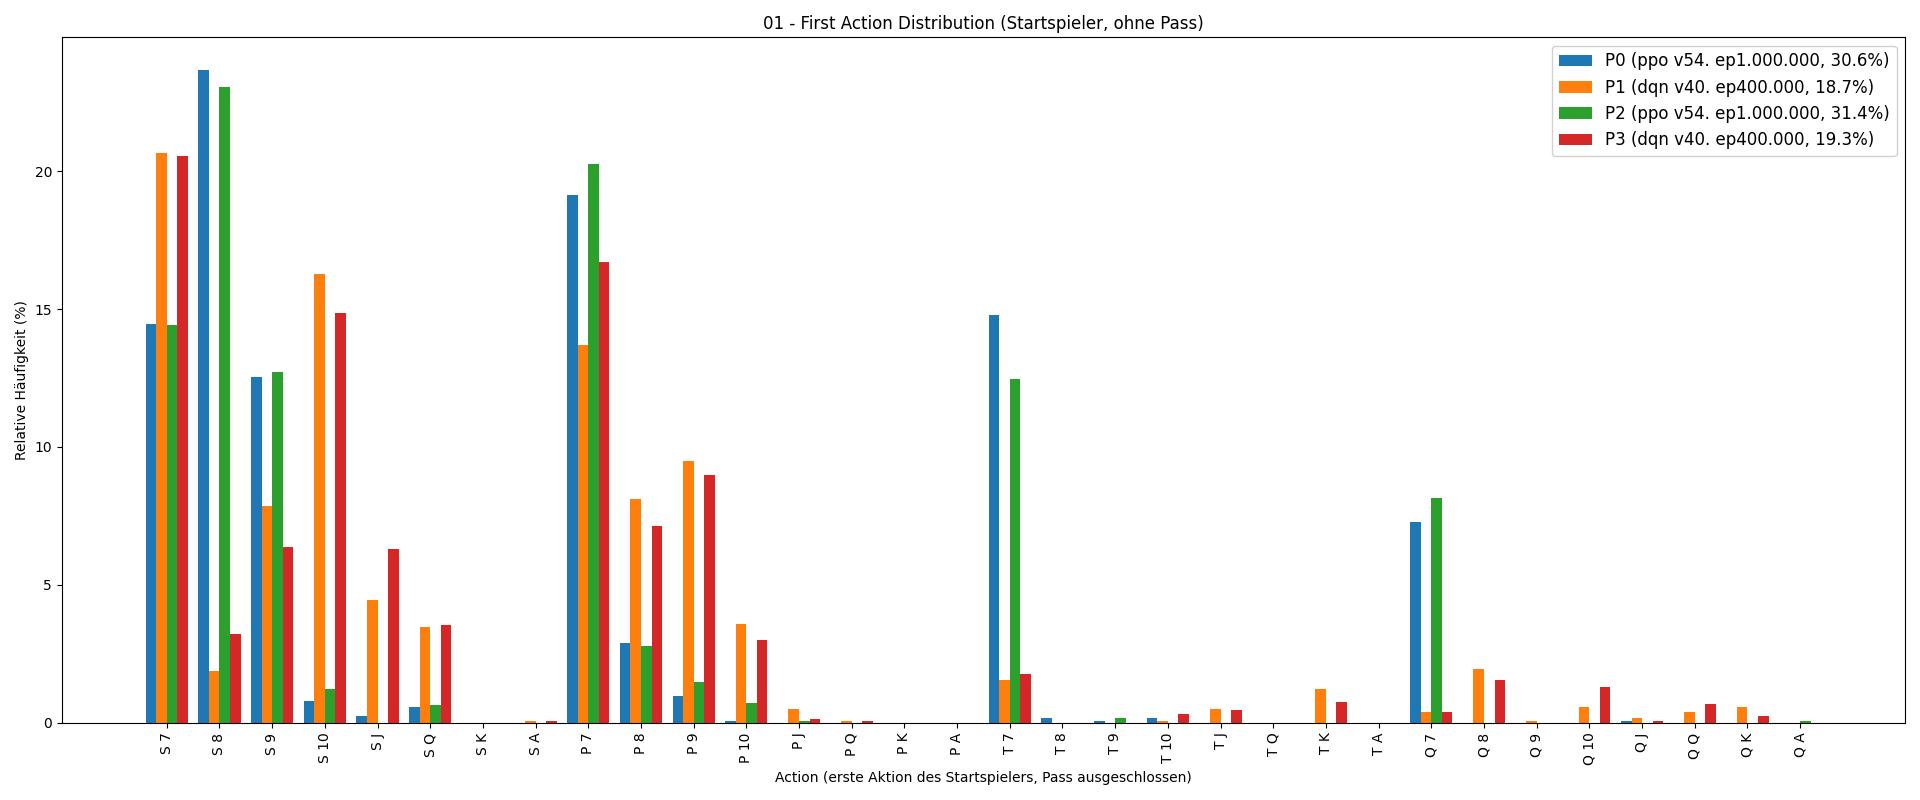 01 - First Action Distribution (Startspieler, ohne Pass)
P0 (ppo v54. ep1.000.000, 30.6%)
P1 (dqn v40. ep400.000, 18.7%)
P2 (ppo v54. ep1.000.000, 31.4%)
P3 (dqn v40. ep400.000, 19.3%)
Relative Häufigkeit (%)
20
15
10
5
0
S 7
S 8
S 9
S 10
S J
S Q
S K
S A
P 7
P 8
P 9
P 10
P J
P Q
P K
P A
T 7
T 8
T 9
T 10
T J
T Q
T K
T A
Q 7
Q 8
Q 9
Q 10
Q J
Q Q
Q K
Q A
Action (erste Aktion des Startspielers, Pass ausgeschlossen)